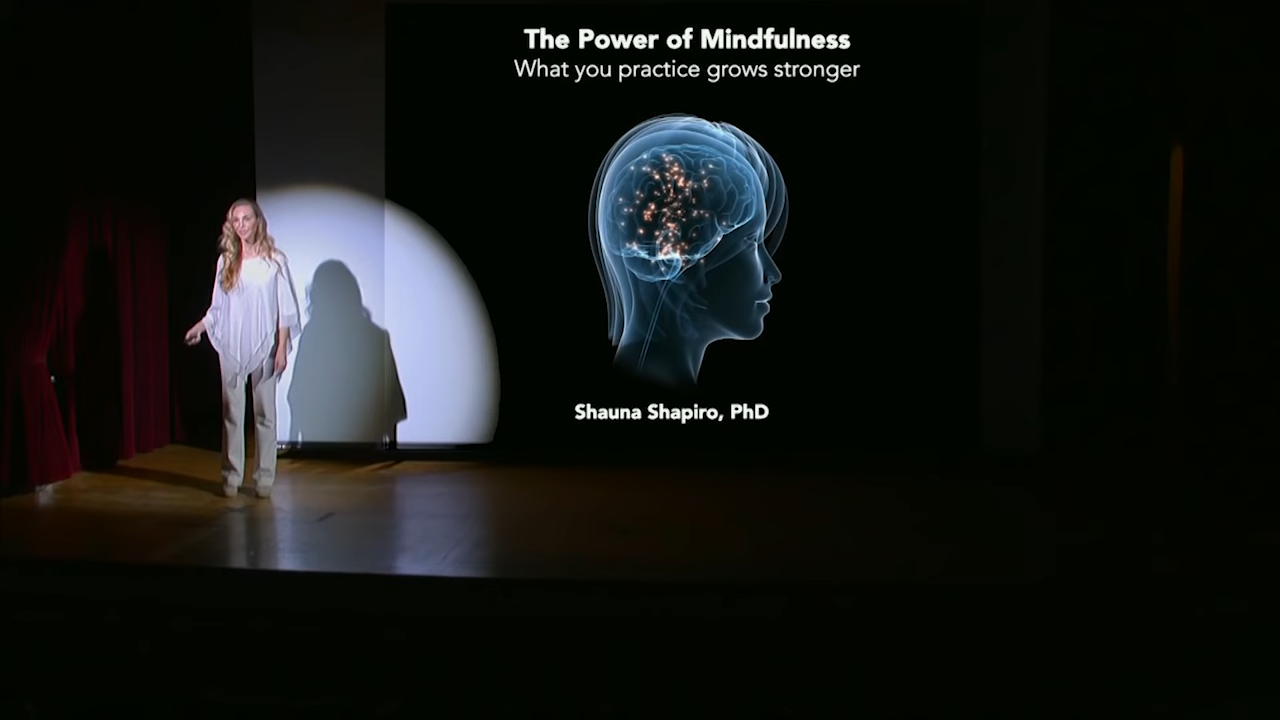 The Power of Mindfulness
What you practice grows stronger
Shauna Shapiro, PhD